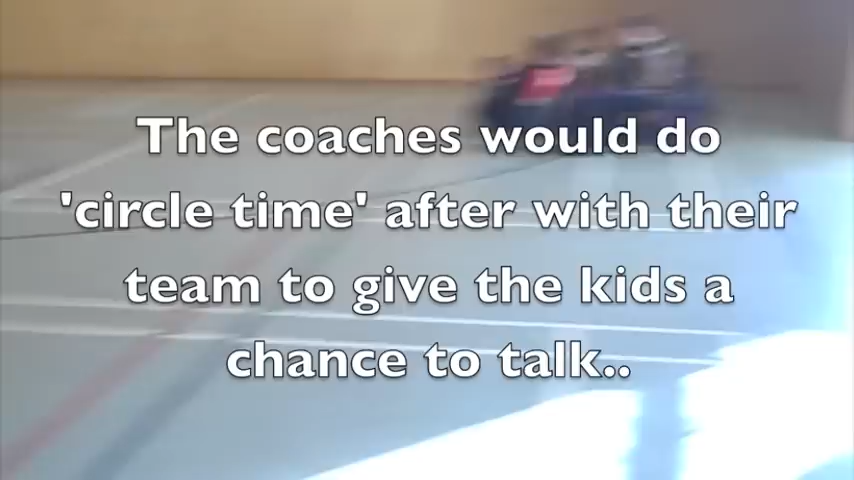 The coaches would do
'circle time' after with their
team to give the kids a
chance to talk..